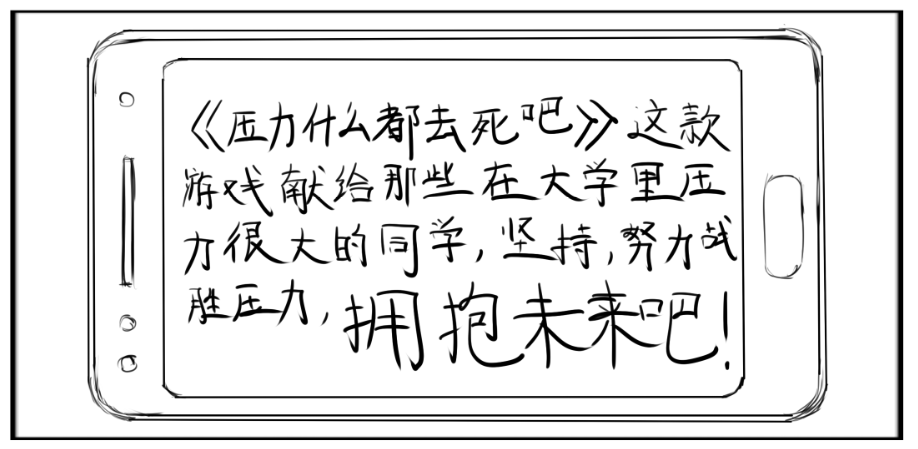 《压力什么都去死吧》这款
游戏献给那些在大学里压
力很大的同学,坚持,努力战
胜压力,拥抱未来吧!